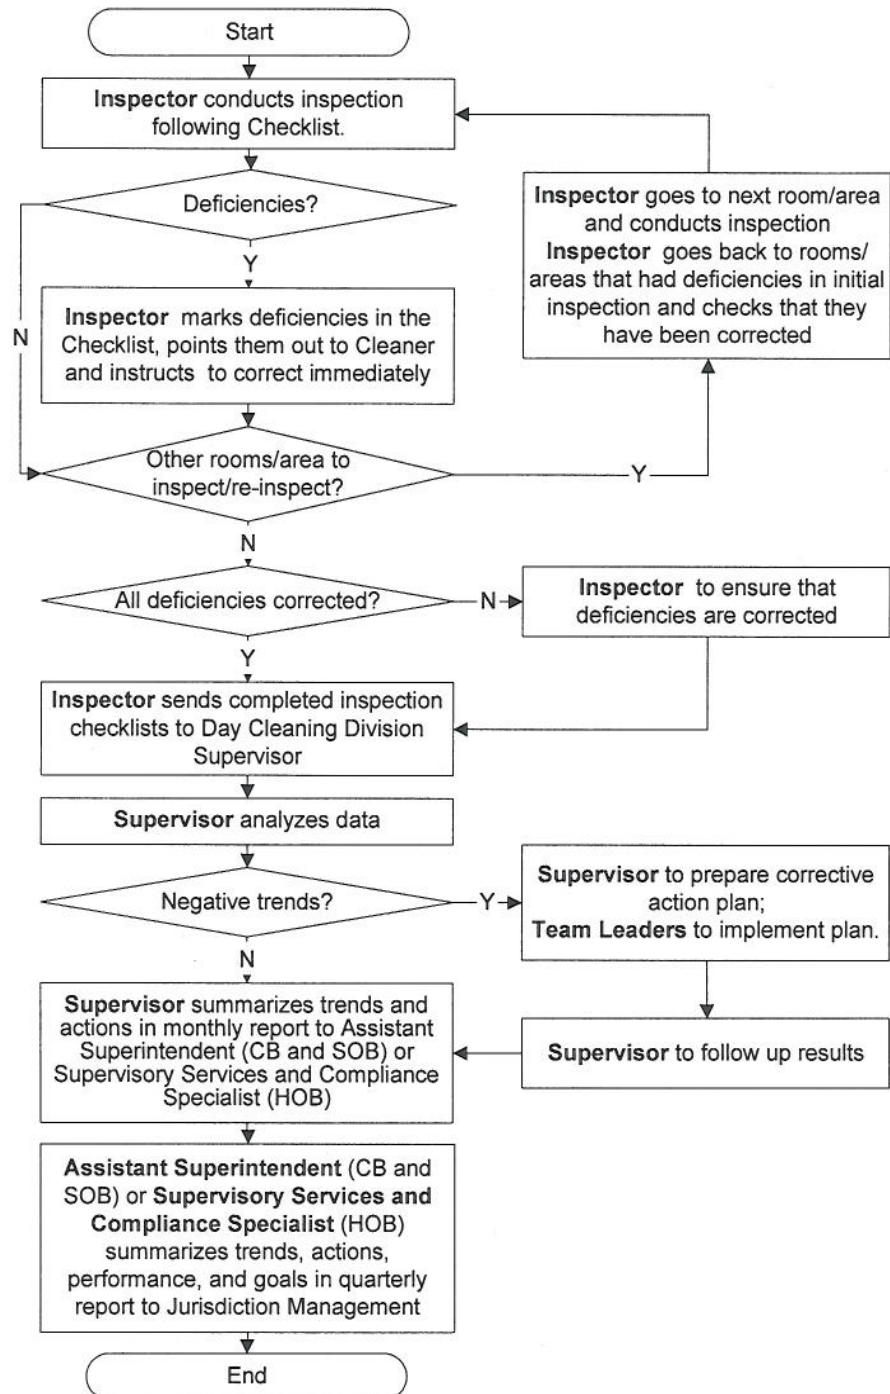 Start
Inspector conducts inspection
following Checklist.
Deficiencies?
Y
N
Inspector marks deficiencies in the
Checklist, points them out to Cleaner
and instructs to correct immediately
Inspector goes to next room/area
and conducts inspection
Inspector goes back to rooms/
areas that had deficiencies in initial
inspection and checks that they
have been corrected
Other rooms/area to
inspect/re-inspect?
Y
N
All deficiencies corrected?
N
Inspector to ensure that
deficiencies are corrected
Y
Inspector sends completed inspection
checklists to Day Cleaning Division
Supervisor
Supervisor analyzes data
Negative trends?
Y
Supervisor to prepare corrective
action plan;
Team Leaders to implement plan.
N
Supervisor summarizes trends and
actions in monthly report to Assistant
Superintendent (CB and SOB) or
Supervisory Services and Compliance
Specialist (HOB)
Supervisor to follow up results
Assistant Superintendent (CB and
SOB) or Supervisory Services and
Compliance Specialist (HOB)
summarizes trends, actions,
performance, and goals in quarterly
report to Jurisdiction Management
End